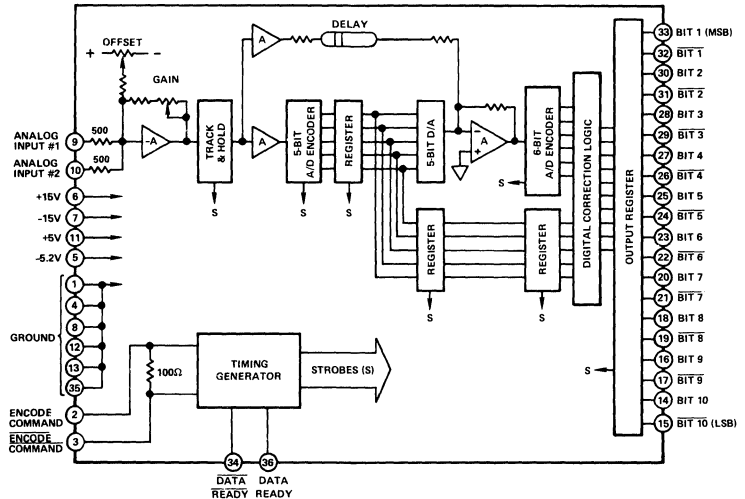 DELAY
+ OFFSET −
GAIN
A
ANALOG INPUT #1
9
500
ANALOG INPUT #2
10
500
-A
TRACK & HOLD
S
A
5-BIT A/D ENCODER
S
REGISTER
S
5-BIT D/A
−
A
+
6-BIT A/D ENCODER
S
REGISTER
S
REGISTER
S
DIGITAL CORRECTION LOGIC
OUTPUT REGISTER
S
+15V
6
-15V
7
+5V
11
-5.2V
5
GROUND
1
4
8
12
13
35
ENCODE COMMAND
2
ENCODE COMMAND
3
100Ω
TIMING GENERATOR
STROBES (S)
34
DATA READY
36
DATA READY
33 BIT 1 (MSB)
32 BIT 1
30 BIT 2
31 BIT 2
28 BIT 3
29 BIT 3
27 BIT 4
26 BIT 4
25 BIT 5
24 BIT 5
23 BIT 6
22 BIT 6
20 BIT 7
21 BIT 7
18 BIT 8
19 BIT 8
16 BIT 9
17 BIT 9
14 BIT 10
15 BIT 10 (LSB)